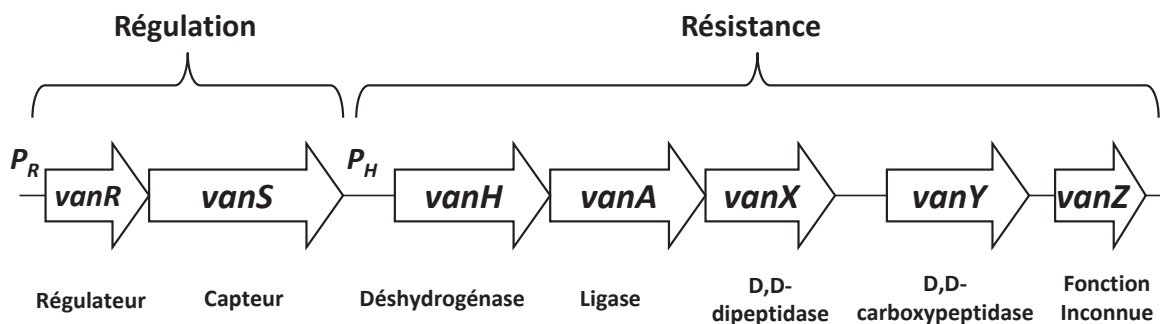 Régulation
Résistance
P_R
P_H
vanR
vanS
vanH
vanA
vanX
vanY
vanZ
Régulateur
Capteur
Déshydrogénase
Ligase
D,D-
dipeptidase
D,D-
carboxypeptidase
Fonction
Inconnue